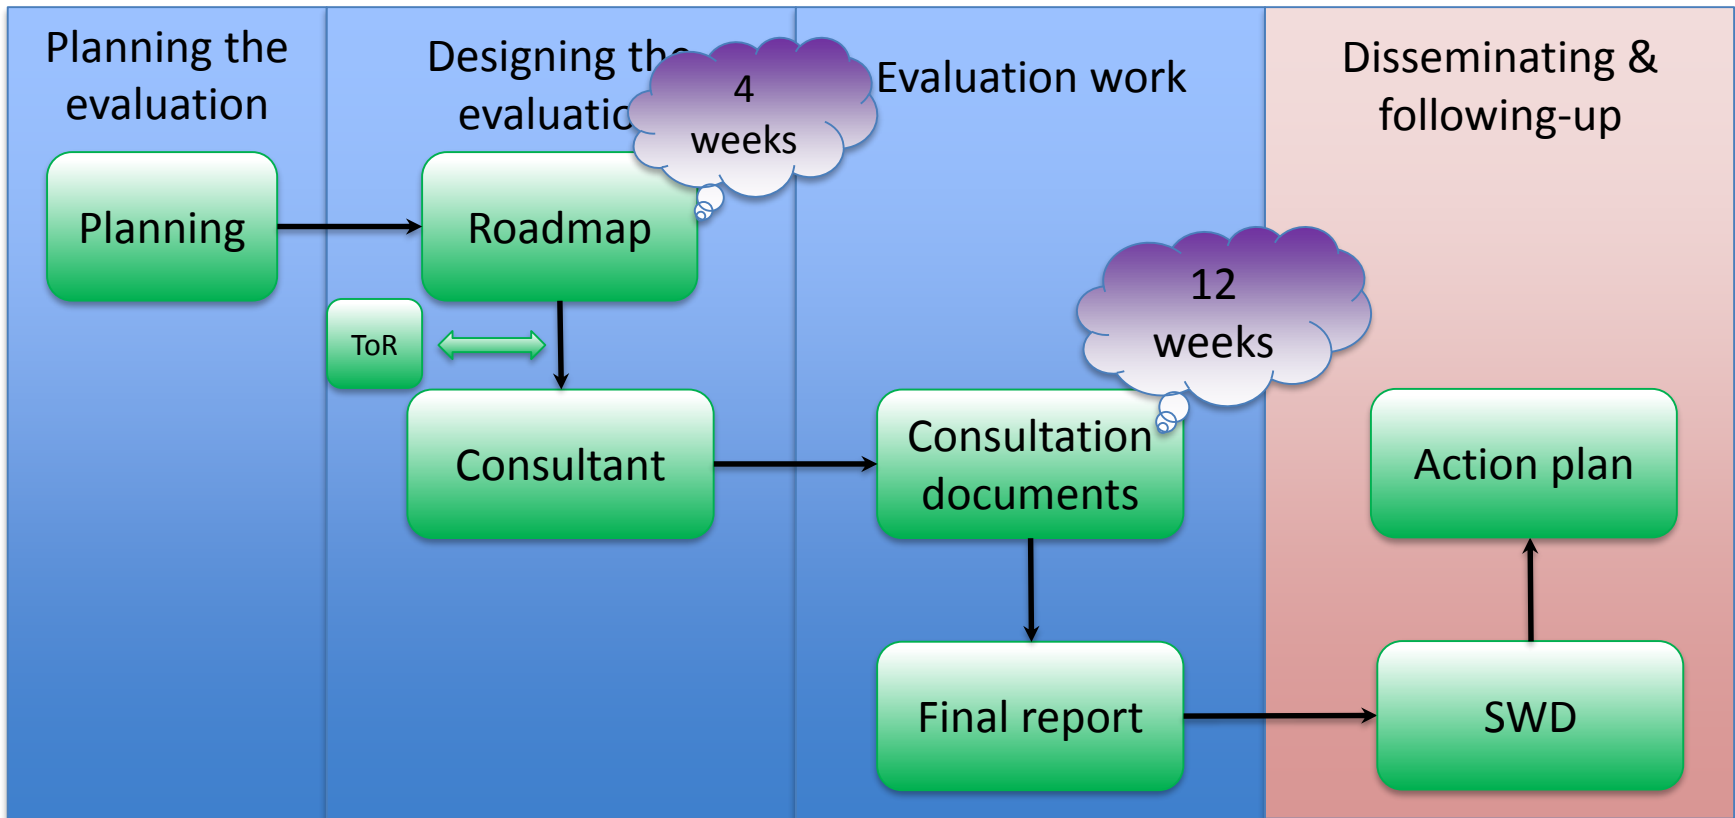 Planning the
evaluation
Designing the
evaluation
Evaluation work
Disseminating &
following-up
4
weeks
Planning
Roadmap
12
weeks
ToR
Consultant
Consultation
documents
Action plan
Final report
SWD